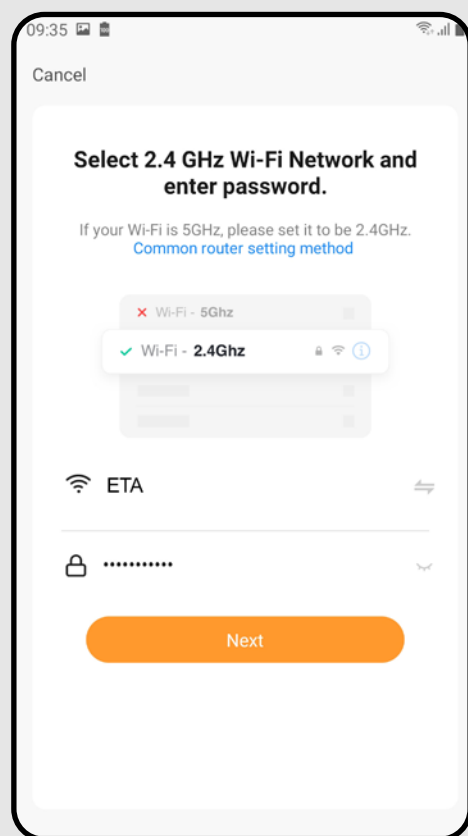 09:35
Cancel
Select 2.4 GHz Wi-Fi Network and
enter password.
If your Wi-Fi is 5GHz, please set it to be 2.4GHz.
Common router setting method
Wi-Fi - 5Ghz
Wi-Fi - 2.4Ghz
ETA
•••••••••••
Next